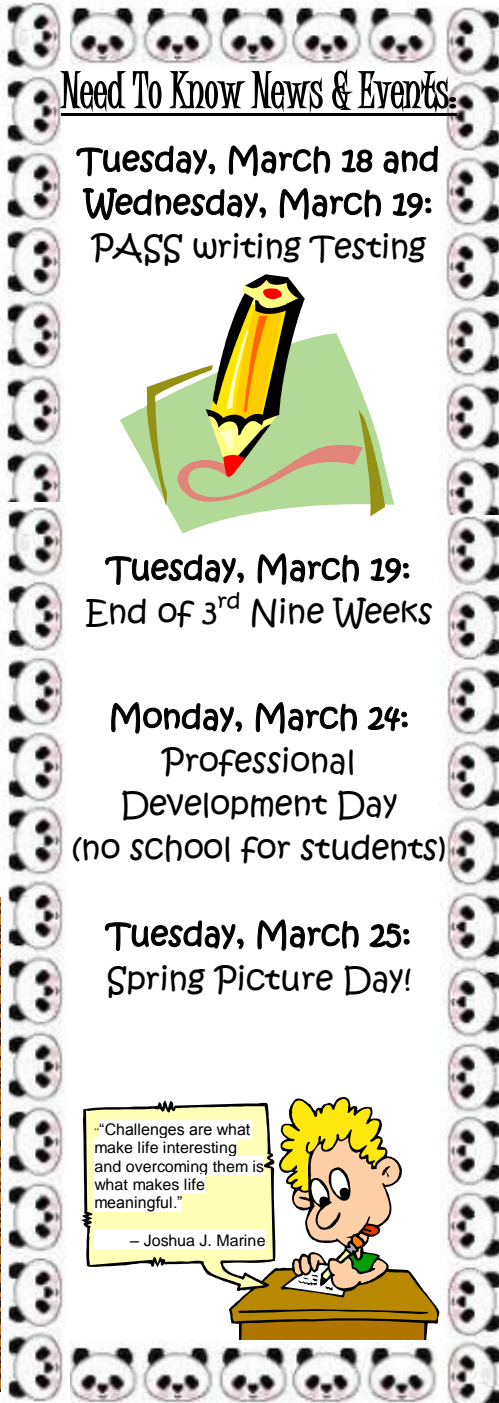 Need To Know News & Events:
Tuesday, March 18 and
Wednesday, March 19:
PASS writing Testing
Tuesday, March 19:
End of 3rd Nine Weeks
Monday, March 24:
Professional
Development Day
(no school for students)
Tuesday, March 25:
Spring Picture Day!
"“Challenges are what
make life interesting
and overcoming them is
what makes life
meaningful.”
– Joshua J. Marine